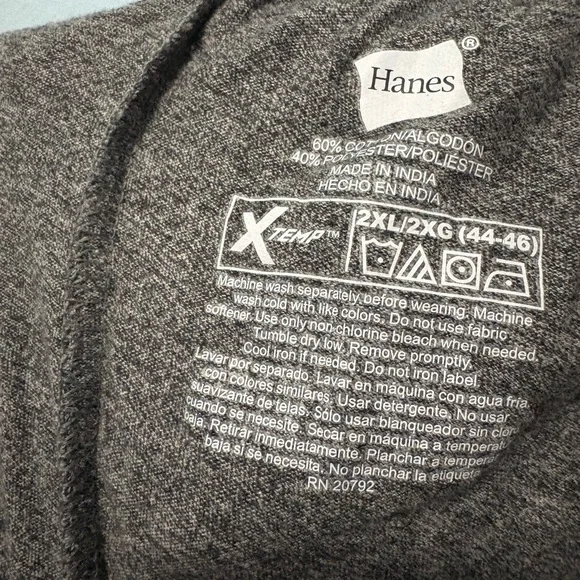 Hanes®
60% COTTON/ALGODÓN
40% POLYESTER/POLIÉSTER
MADE IN INDIA
HECHO EN INDIA
X TEMP™
2XL/2XG (44-46)
Machine wash separately before wearing. Machine
wash cold with like colors. Do not use fabric
softener. Use only non-chlorine bleach when needed.
Tumble dry low. Remove promptly.
Cool iron if needed. Do not iron label.
Lavar por separado. Lavar en máquina con agua fría,
con colores similares. Usar detergente. No usar
suavizante de telas. Sólo usar blanqueador sin cloro
cuando se necesite. Secar en máquina a temperatura
baja. Retirar inmediatamente. Planchar a temperatura
baja si se necesita. No planchar la etiqueta.
RN 20792